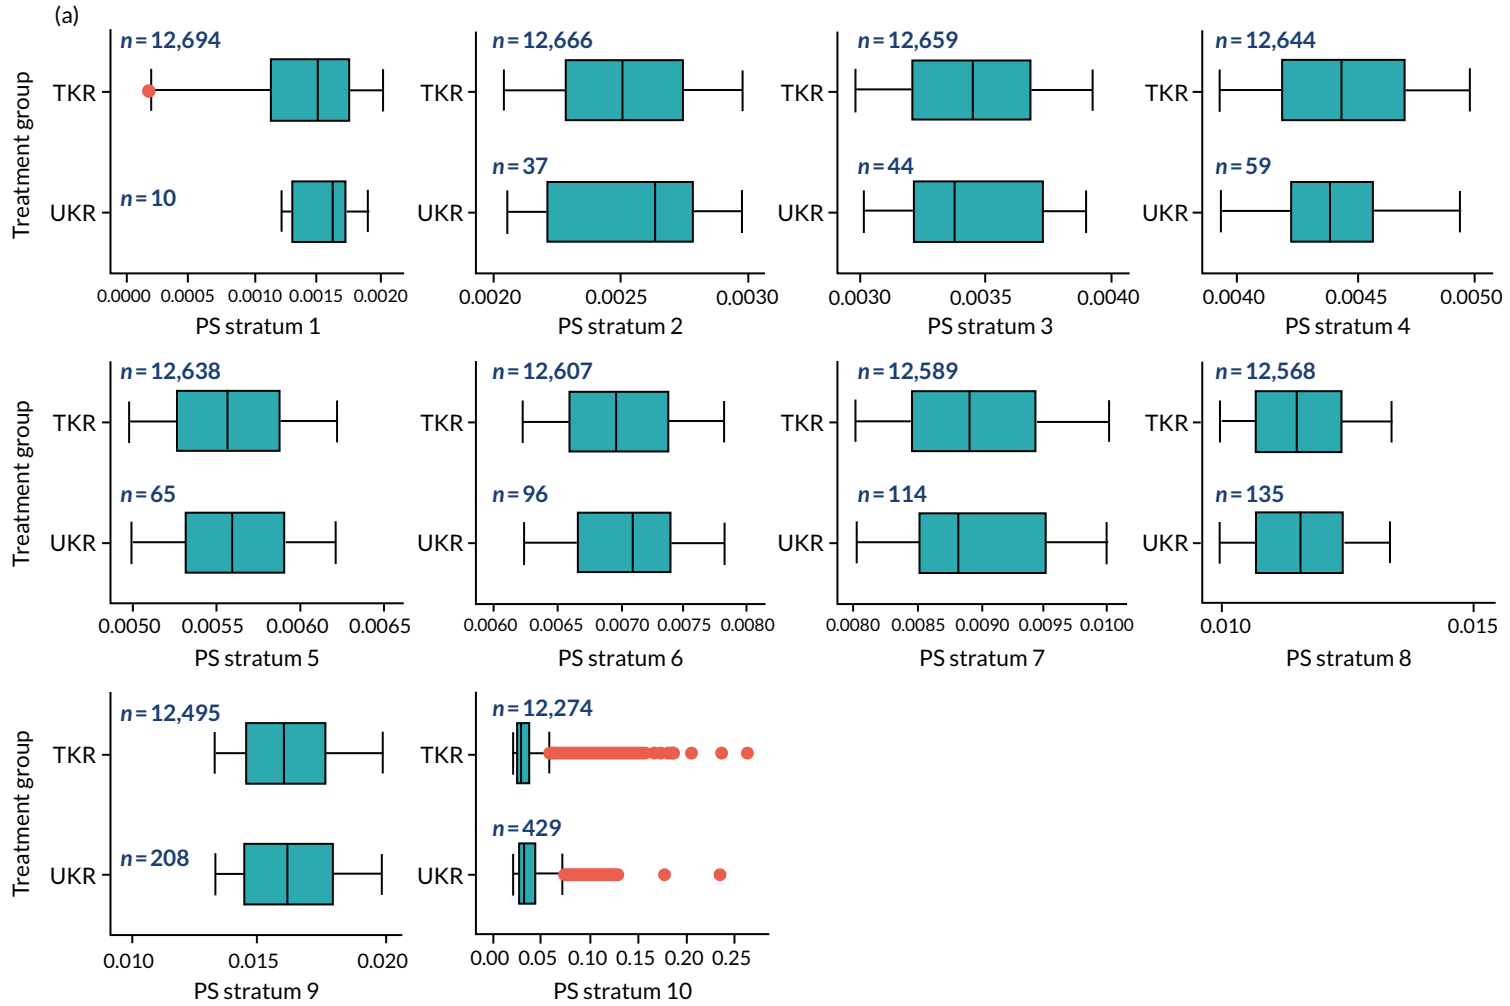 (a)
Treatment group
n = 12,694
TKR
n = 10
UKR
0.0000 0.0005 0.0010 0.0015 0.0020
PS stratum 1
n = 12,666
TKR
n = 37
UKR
0.0020 0.0025 0.0030
PS stratum 2
n = 12,659
n = 44
0.0030 0.0035 0.0040
PS stratum 3
TKR
UKR
n = 12,644
TKR
n = 59
UKR
0.0040 0.0045 0.0050
PS stratum 4
Treatment group
n = 12,638
TKR
n = 65
UKR
0.0050 0.0055 0.0060 0.0065
PS stratum 5
n = 12,607
TKR
n = 96
UKR
0.0060 0.0065 0.0070 0.0075 0.0080
PS stratum 6
n = 12,589
TKR
n = 114
UKR
0.0080 0.0085 0.0090 0.0095 0.0100
PS stratum 7
n = 12,568
TKR
n = 135
UKR
0.010 0.015
PS stratum 8
Treatment group
n = 12,495
TKR
n = 208
UKR
0.010 0.015 0.020
PS stratum 9
n = 12,274
TKR
n = 429
UKR
0.00 0.05 0.10 0.15 0.20 0.25
PS stratum 10